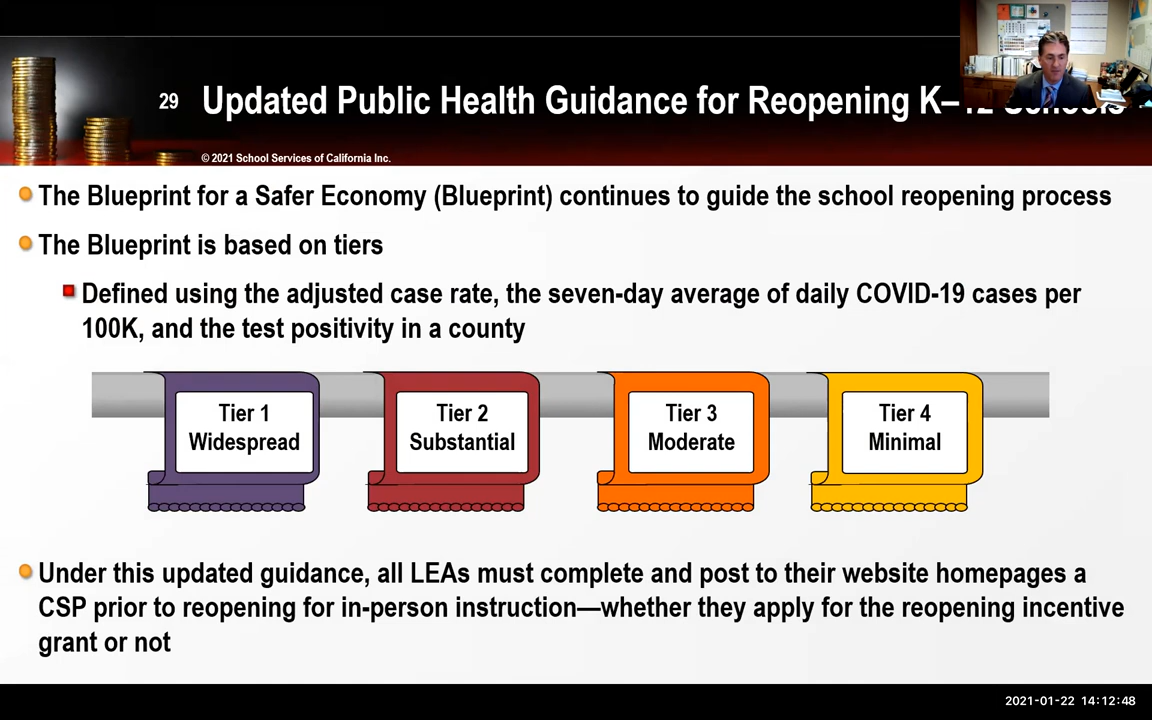 29 Updated Public Health Guidance for Reopening K–12 Schools
© 2021 School Services of California Inc.
The Blueprint for a Safer Economy (Blueprint) continues to guide the school reopening process
The Blueprint is based on tiers
Defined using the adjusted case rate, the seven-day average of daily COVID-19 cases per
100K, and the test positivity in a county
Tier 1
Widespread
Tier 2
Substantial
Tier 3
Moderate
Tier 4
Minimal
Under this updated guidance, all LEAs must complete and post to their website homepages a
CSP prior to reopening for in-person instruction—whether they apply for the reopening incentive
grant or not
2021-01-22 14:12:48